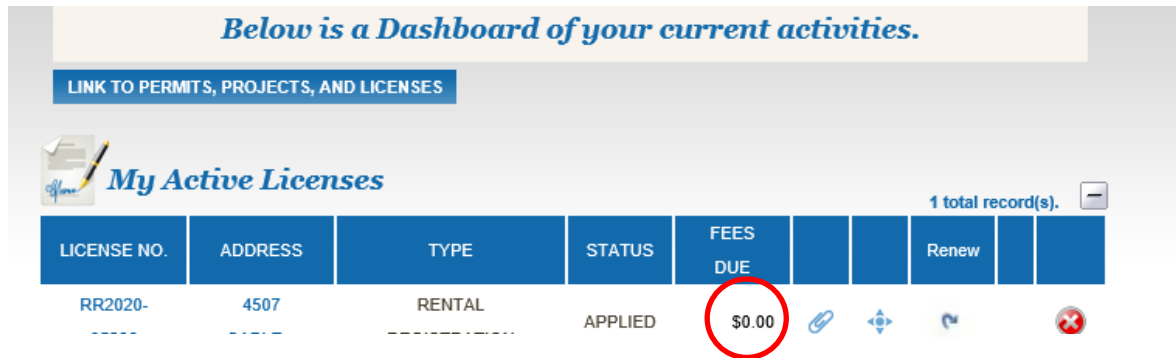 Below is a Dashboard of your current activities.
LINK TO PERMITS, PROJECTS, AND LICENSES
My Active Licenses
1 total record(s).
LICENSE NO. ADDRESS TYPE STATUS FEES DUE Renew
RR2020- 4507 RENTAL APPLIED $0.00